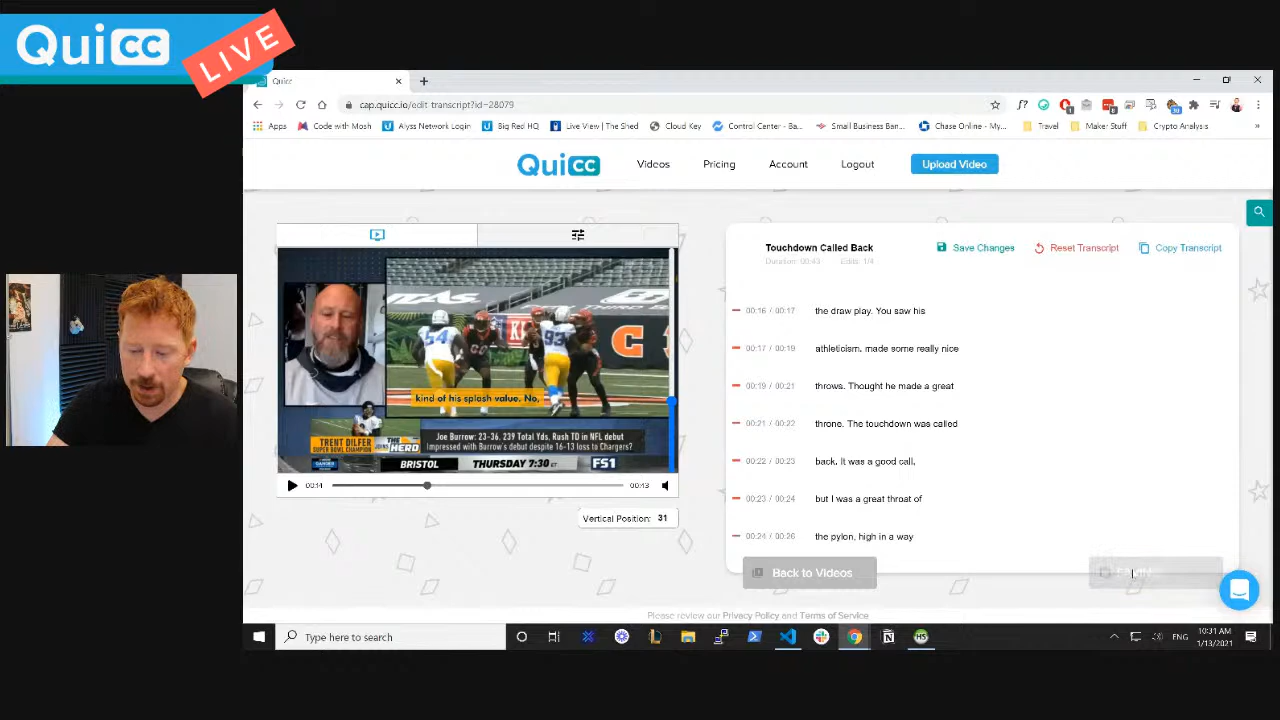 Quicc
LIVE
Quicc
cap.quicc.io/edit-transcript?id=28079
Apps
Code with Mosh
Alyss Network Login
Big Red HQ
Live View | The Shed
Cloud Key
Control Center - Ba...
Small Business Ban...
Chase Online - My...
Travel
Maker Stuff
Crypto Analysis
Quicc
Videos
Pricing
Account
Logout
Upload Video
Touchdown Called Back
Duration: 00:43 Edits: 1/4
Save Changes
Reset Transcript
Copy Transcript
00:16 / 00:17 the draw play. You saw his
00:17 / 00:19 athleticism. made some really nice
00:19 / 00:21 throws. Thought he made a great
00:21 / 00:22 throne. The touchdown was called
00:22 / 00:23 back. It was a good call,
00:23 / 00:24 but I was a great throat of
00:24 / 00:26 the pylon, high in a way
54
93
C
kind of his splash value. No,
TRENT DILFER
SUPER BOWL CHAMPION
JOINS
THE HERD
Joe Burrow: 23-36, 239 Total Yds, Rush TD in NFL debut
Impressed with Burrow's debut despite 16-13 loss to Chargers?
BRISTOL
THURSDAY 7:30 ET
FS1
00:14
00:43
Vertical Position: 31
Back to Videos
Please review our Privacy Policy and Terms of Service
Type here to search
ENG
10:31 AM
1/13/2021